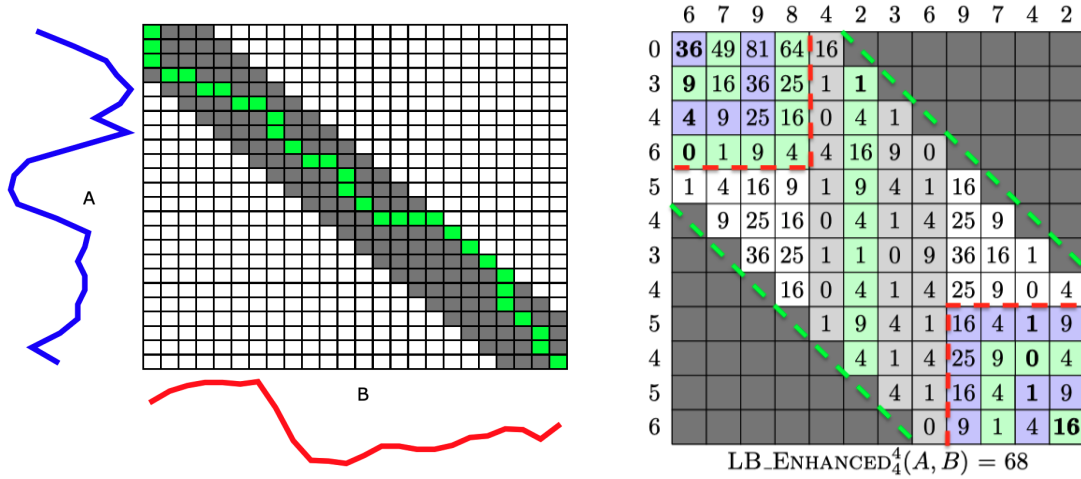 6 7 9 8 4 2 3 6 9 7 4 2
0 36 49 81 64 16
3 9 16 36 25 1 1
4 4 9 25 16 0 4 1
6 0 1 9 4 4 16 9 0
5 1 4 16 9 1 9 4 1 16
4 9 25 16 0 4 1 4 25 9
3 36 25 1 1 0 9 36 16 1
4 16 0 4 1 4 25 9 0 4
5 1 9 4 1 16 4 1 9
4 4 1 4 25 9 0 4
5 4 1 16 4 1 9
6 0 9 1 4 16
A
B
LB_ENHANCED⁴₄(A, B) = 68